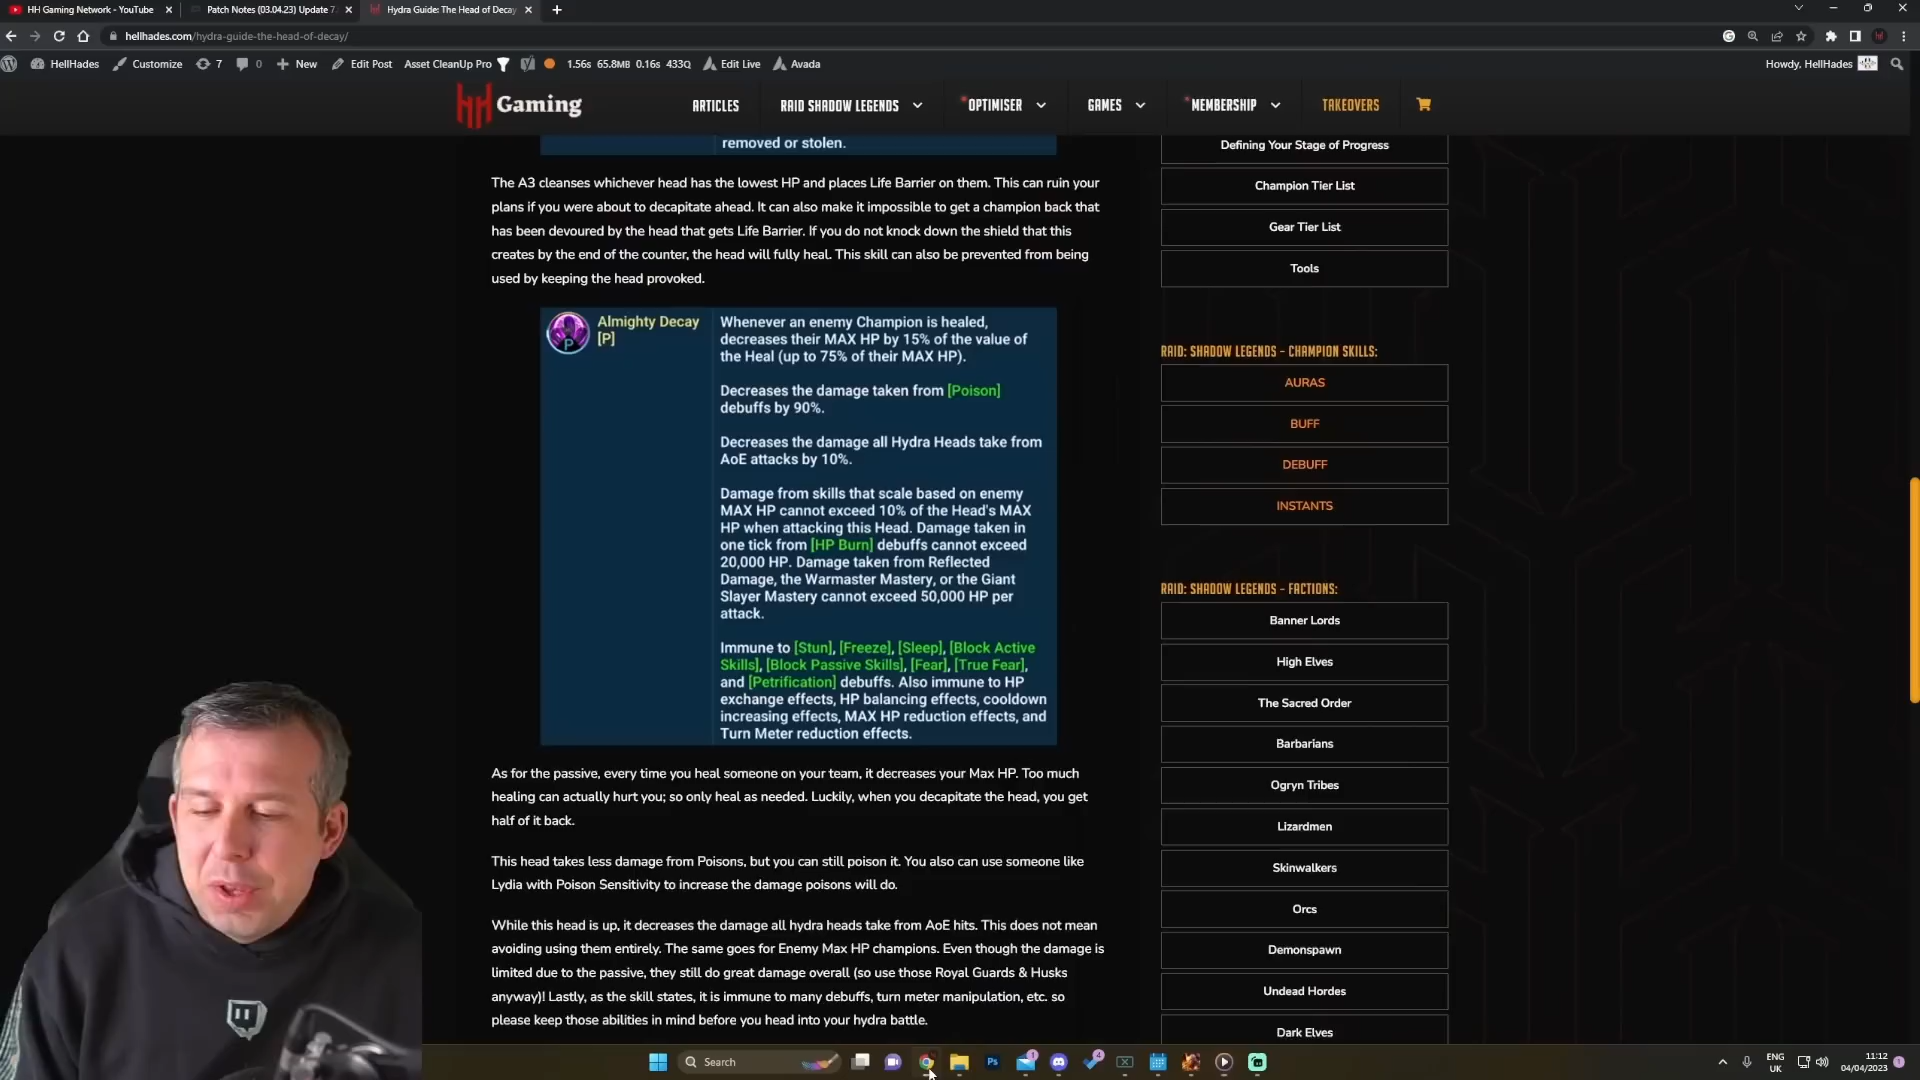 HH Gaming Network - YouTube
Patch Notes (03.04.23) Update 7.
Hydra Guide: The Head of Decay
hellhades.com/hydra-guide-the-head-of-decay/
HellHades Customize 7 0 New Edit Post Asset CleanUp Pro 1.56s 65.8MB 0.16s 433Q Edit Live Avada Howdy, HellHades
HH Gaming
ARTICLES RAID SHADOW LEGENDS OPTIMISER GAMES MEMBERSHIP TAKEOVERS
removed or stolen.
The A3 cleanses whichever head has the lowest HP and places Life Barrier on them. This can ruin your
plans if you were about to decapitate ahead. It can also make it impossible to get a champion back that
has been devoured by the head that gets Life Barrier. If you do not knock down the shield that this
creates by the end of the counter, the head will fully heal. This skill can also be prevented from being
used by keeping the head provoked.
P
Almighty Decay
[P]
Whenever an enemy Champion is healed,
decreases their MAX HP by 15% of the value of
the Heal (up to 75% of their MAX HP).
Decreases the damage taken from [Poison]
debuffs by 90%.
Decreases the damage all Hydra Heads take from
AoE attacks by 10%.
Damage from skills that scale based on enemy
MAX HP cannot exceed 10% of the Head's MAX
HP when attacking this Head. Damage taken in
one tick from [HP Burn] debuffs cannot exceed
20,000 HP. Damage taken from Reflected
Damage, the Warmaster Mastery, or the Giant
Slayer Mastery cannot exceed 50,000 HP per
attack.
Immune to [Stun], [Freeze], [Sleep], [Block Active
Skills], [Block Passive Skills], [Fear], [True Fear],
and [Petrification] debuffs. Also immune to HP
exchange effects, HP balancing effects, cooldown
increasing effects, MAX HP reduction effects, and
Turn Meter reduction effects.
As for the passive, every time you heal someone on your team, it decreases your Max HP. Too much
healing can actually hurt you; so only heal as needed. Luckily, when you decapitate the head, you get
half of it back.
This head takes less damage from Poisons, but you can still poison it. You also can use someone like
Lydia with Poison Sensitivity to increase the damage poisons will do.
While this head is up, it decreases the damage all hydra heads take from AoE hits. This does not mean
avoiding using them entirely. The same goes for Enemy Max HP champions. Even though the damage is
limited due to the passive, they still do great damage overall (so use those Royal Guards & Husks
anyway)! Lastly, as the skill states, it is immune to many debuffs, turn meter manipulation, etc. so
please keep those abilities in mind before you head into your hydra battle.
Defining Your Stage of Progress
Champion Tier List
Gear Tier List
Tools
RAID: SHADOW LEGENDS - CHAMPION SKILLS:
AURAS
BUFF
DEBUFF
INSTANTS
RAID: SHADOW LEGENDS - FACTIONS:
Banner Lords
High Elves
The Sacred Order
Barbarians
Ogryn Tribes
Lizardmen
Skinwalkers
Orcs
Demonspawn
Undead Hordes
Dark Elves
Search
Ps
1
4
ENG
UK
11:12
04/04/2023
1